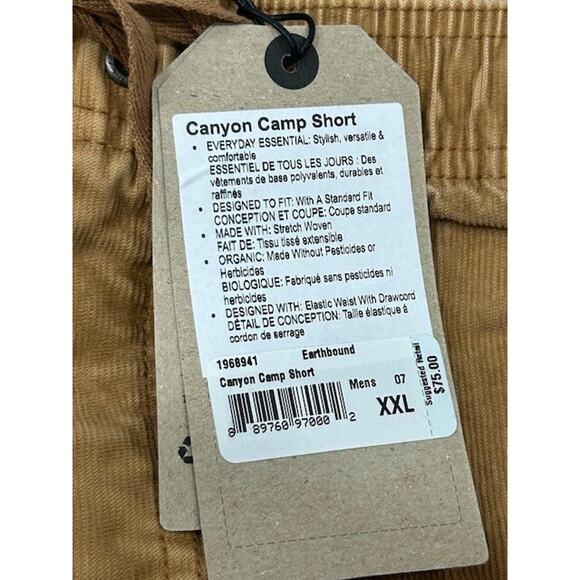 Canyon Camp Short
• EVERYDAY ESSENTIAL: Stylish, versatile &
comfortable
ESSENTIEL DE TOUS LES JOURS : Des
vêtements de base polyvalents, durables et
raffinés
• DESIGNED TO FIT: With A Standard Fit
CONCEPTION ET COUPE: Coupe standard
• MADE WITH: Stretch Woven
FAIT DE: Tissu tissé extensible
• ORGANIC: Made Without Pesticides or
Herbicides
BIOLOGIQUE: Fabriqué sans pesticides ni
herbicides
• DESIGNED WITH: Elastic Waist With Drawcord
DÉTAIL DE CONCEPTION: Taille élastique à
cordon de serrage
1968941 Earthbound
Canyon Camp Short Mens 07
XXL
8 89760 97000 2
Suggested Retail
$75.00